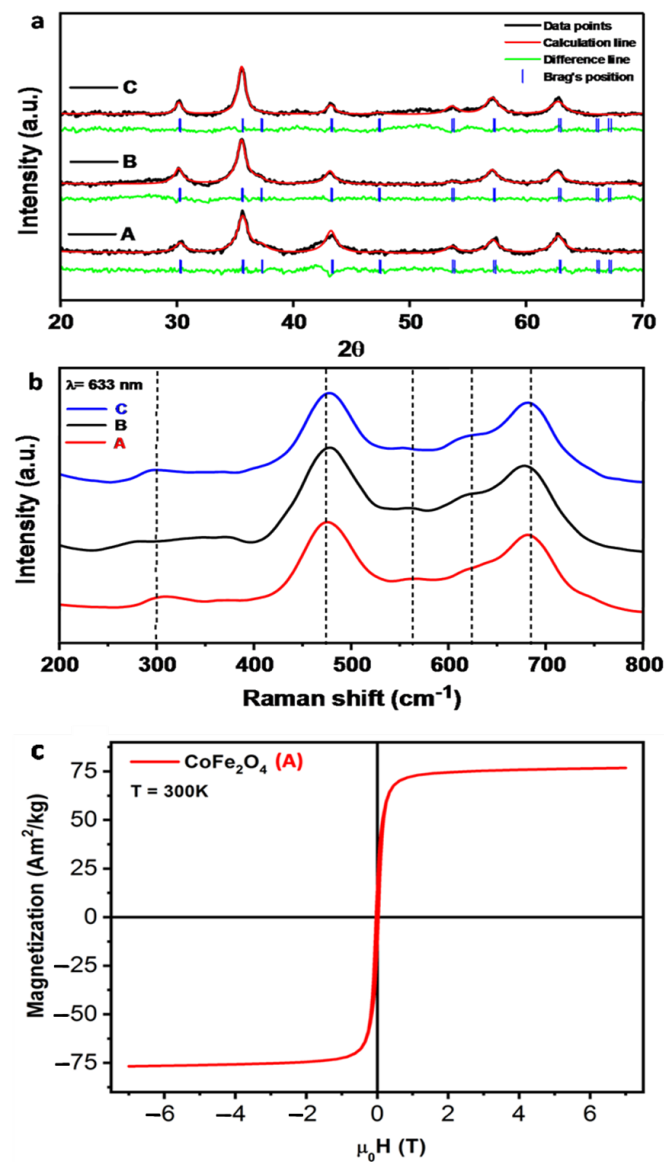 a
Data points
Calculation line
Difference line
Brag's position
C
B
A
Intensity (a.u.)
20 30 40 50 60 70
2θ
b
λ= 633 nm
C
B
A
Intensity (a.u.)
200 300 400 500 600 700 800
Raman shift (cm⁻¹)
c
CoFe₂O₄ (A)
T = 300K
75
50
25
0
−25
−50
−75
Magnetization (Am²/kg)
−6 −4 −2 0 2 4 6
μ₀H (T)